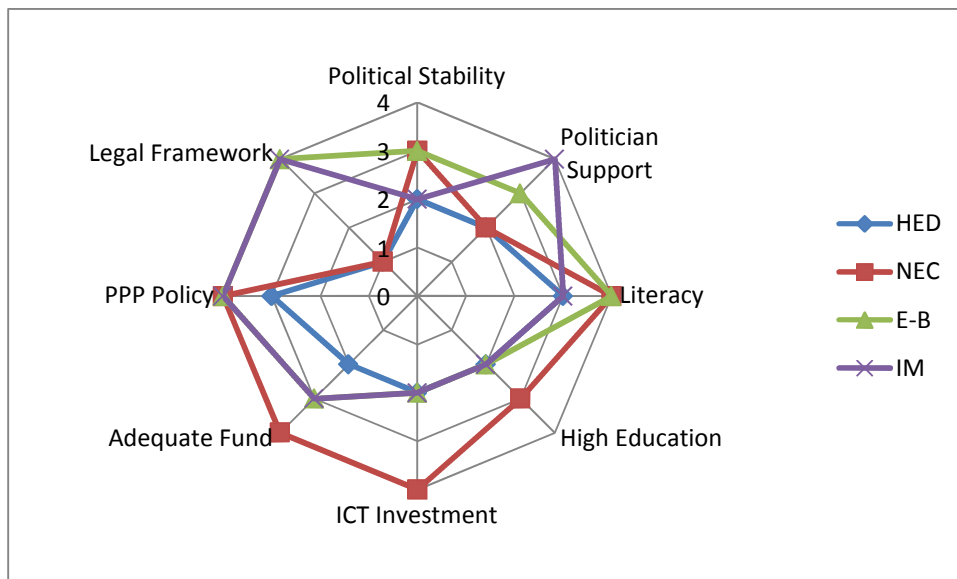 Political Stability
4
3
2
1
0
Politician
Support
Literacy
High Education
ICT Investment
Adequate Fund
PPP Policy
Legal Framework
HED
NEC
E-B
IM